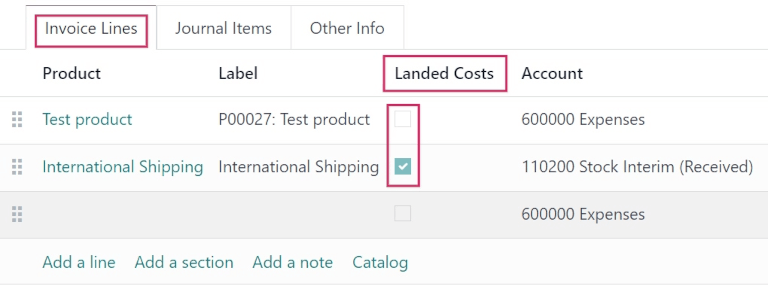 Invoice Lines Journal Items Other Info
Product Label Landed Costs Account
Test product P00027: Test product 600000 Expenses
International Shipping International Shipping 110200 Stock Interim (Received)
600000 Expenses
Add a line Add a section Add a note Catalog